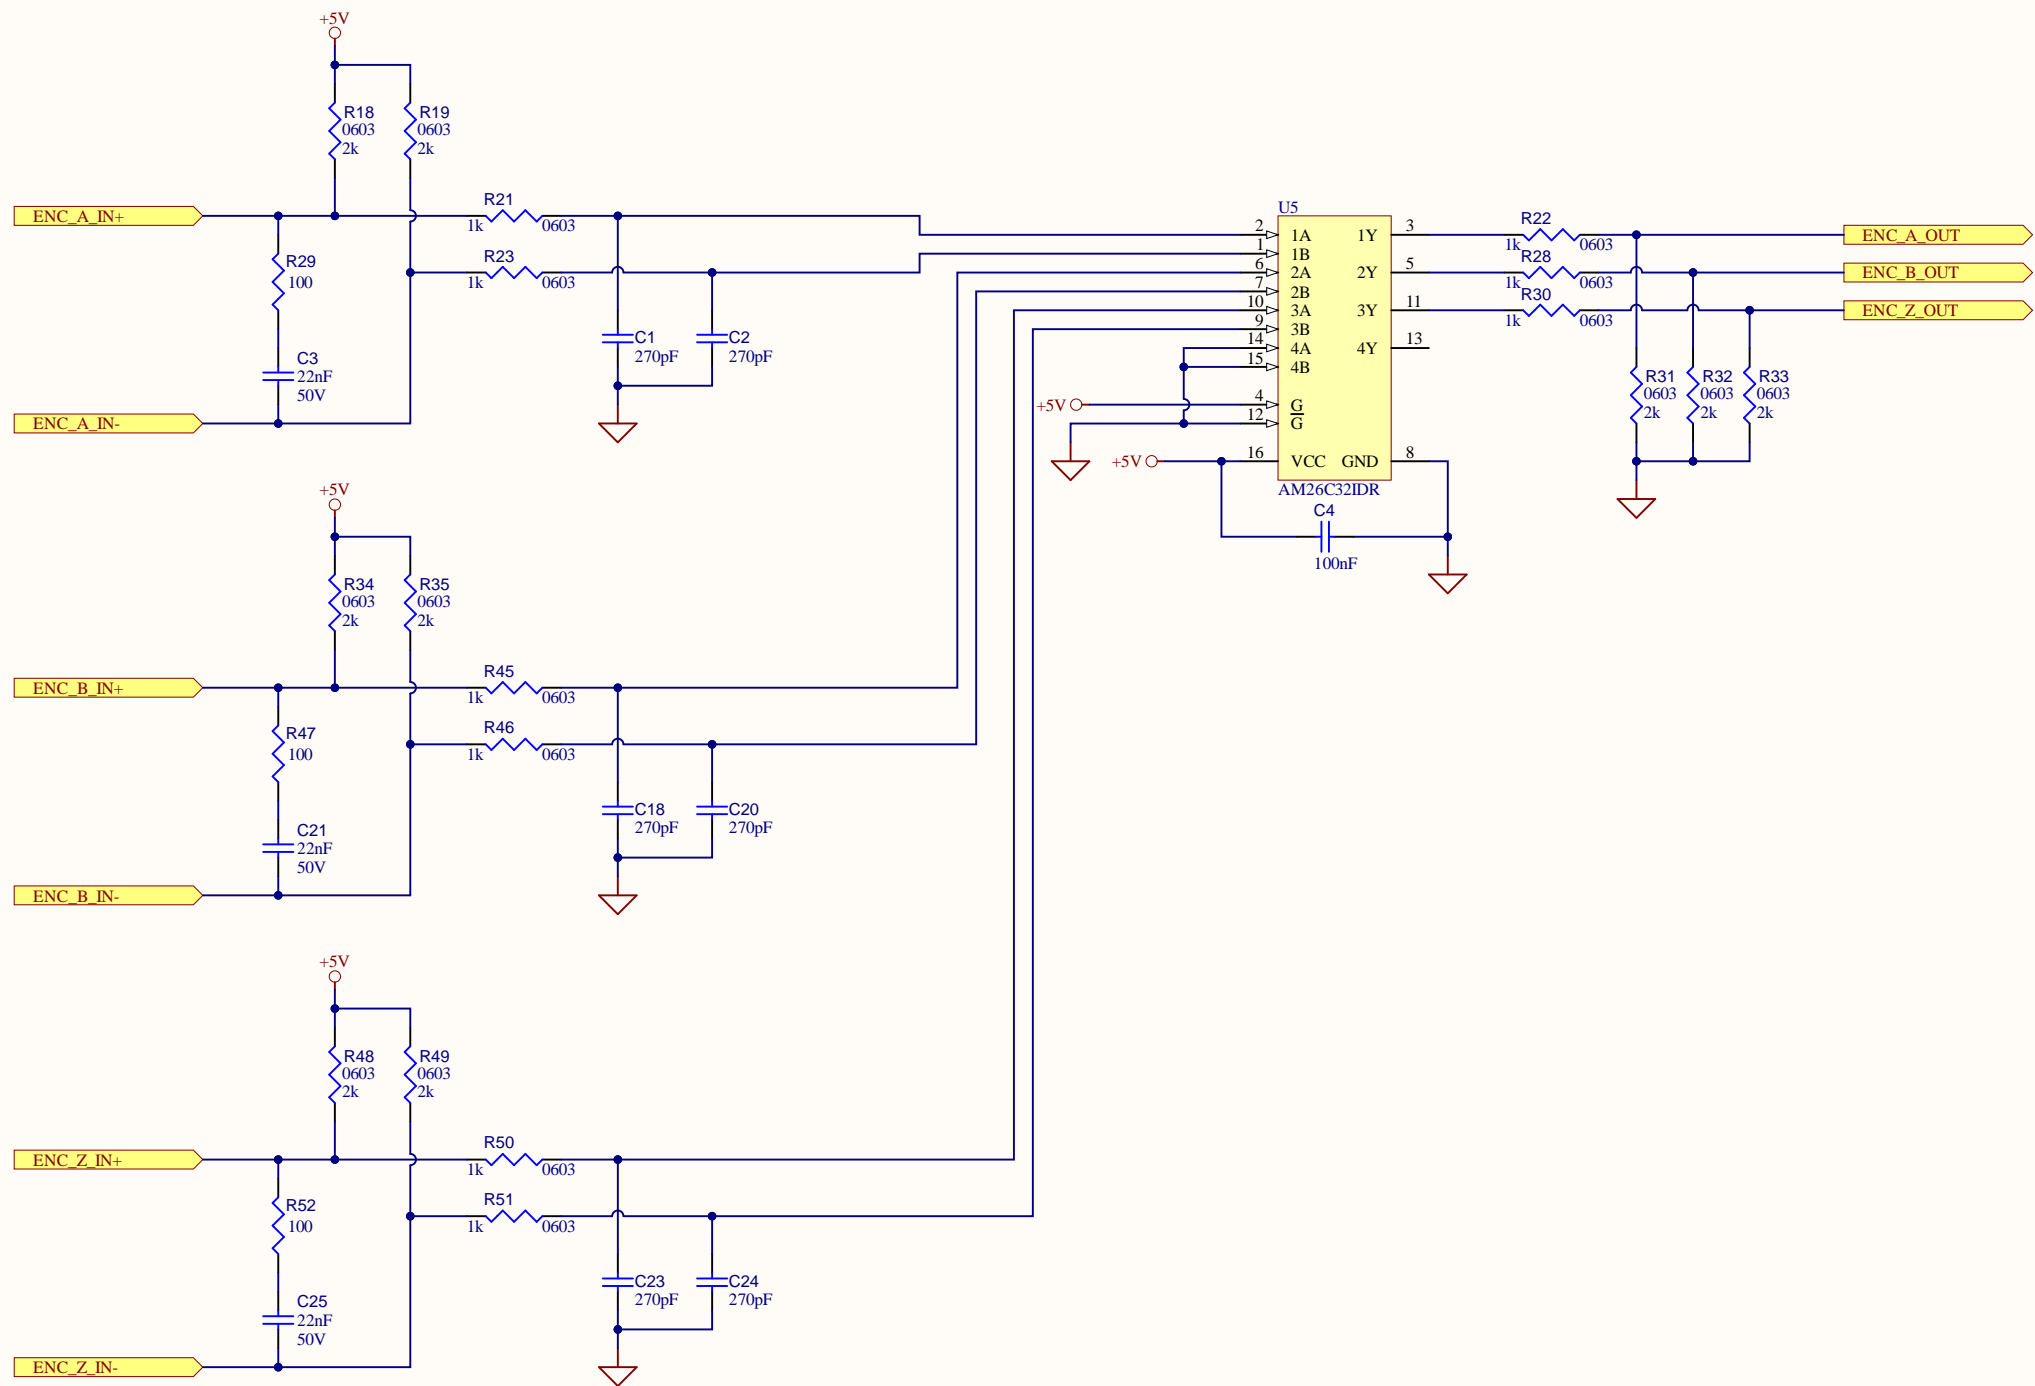 +5V
R18
0603
2k
R19
0603
2k
ENC_A_IN+
R21
1k
0603
R29
100
R23
1k
0603
C3
22nF
50V
C1
270pF
C2
270pF
ENC_A_IN-
+5V
R34
0603
2k
R35
0603
2k
ENC_B_IN+
R45
1k
0603
R47
100
R46
1k
0603
C21
22nF
50V
C18
270pF
C20
270pF
ENC_B_IN-
+5V
R48
0603
2k
R49
0603
2k
ENC_Z_IN+
R50
1k
0603
R52
100
R51
1k
0603
C25
22nF
50V
C23
270pF
C24
270pF
ENC_Z_IN-
U5
2 1A 1Y 3
1 1B
6 2A 2Y 5
7 2B
10 3A 3Y 11
9 3B
14 4A 4Y 13
15 4B
+5V 4 G
12 G
+5V 16 VCC GND 8
AM26C32IDR
C4
100nF
R22
1k
0603
ENC_A_OUT
R28
1k
0603
ENC_B_OUT
R30
1k
0603
ENC_Z_OUT
R31
0603
2k
R32
0603
2k
R33
0603
2k